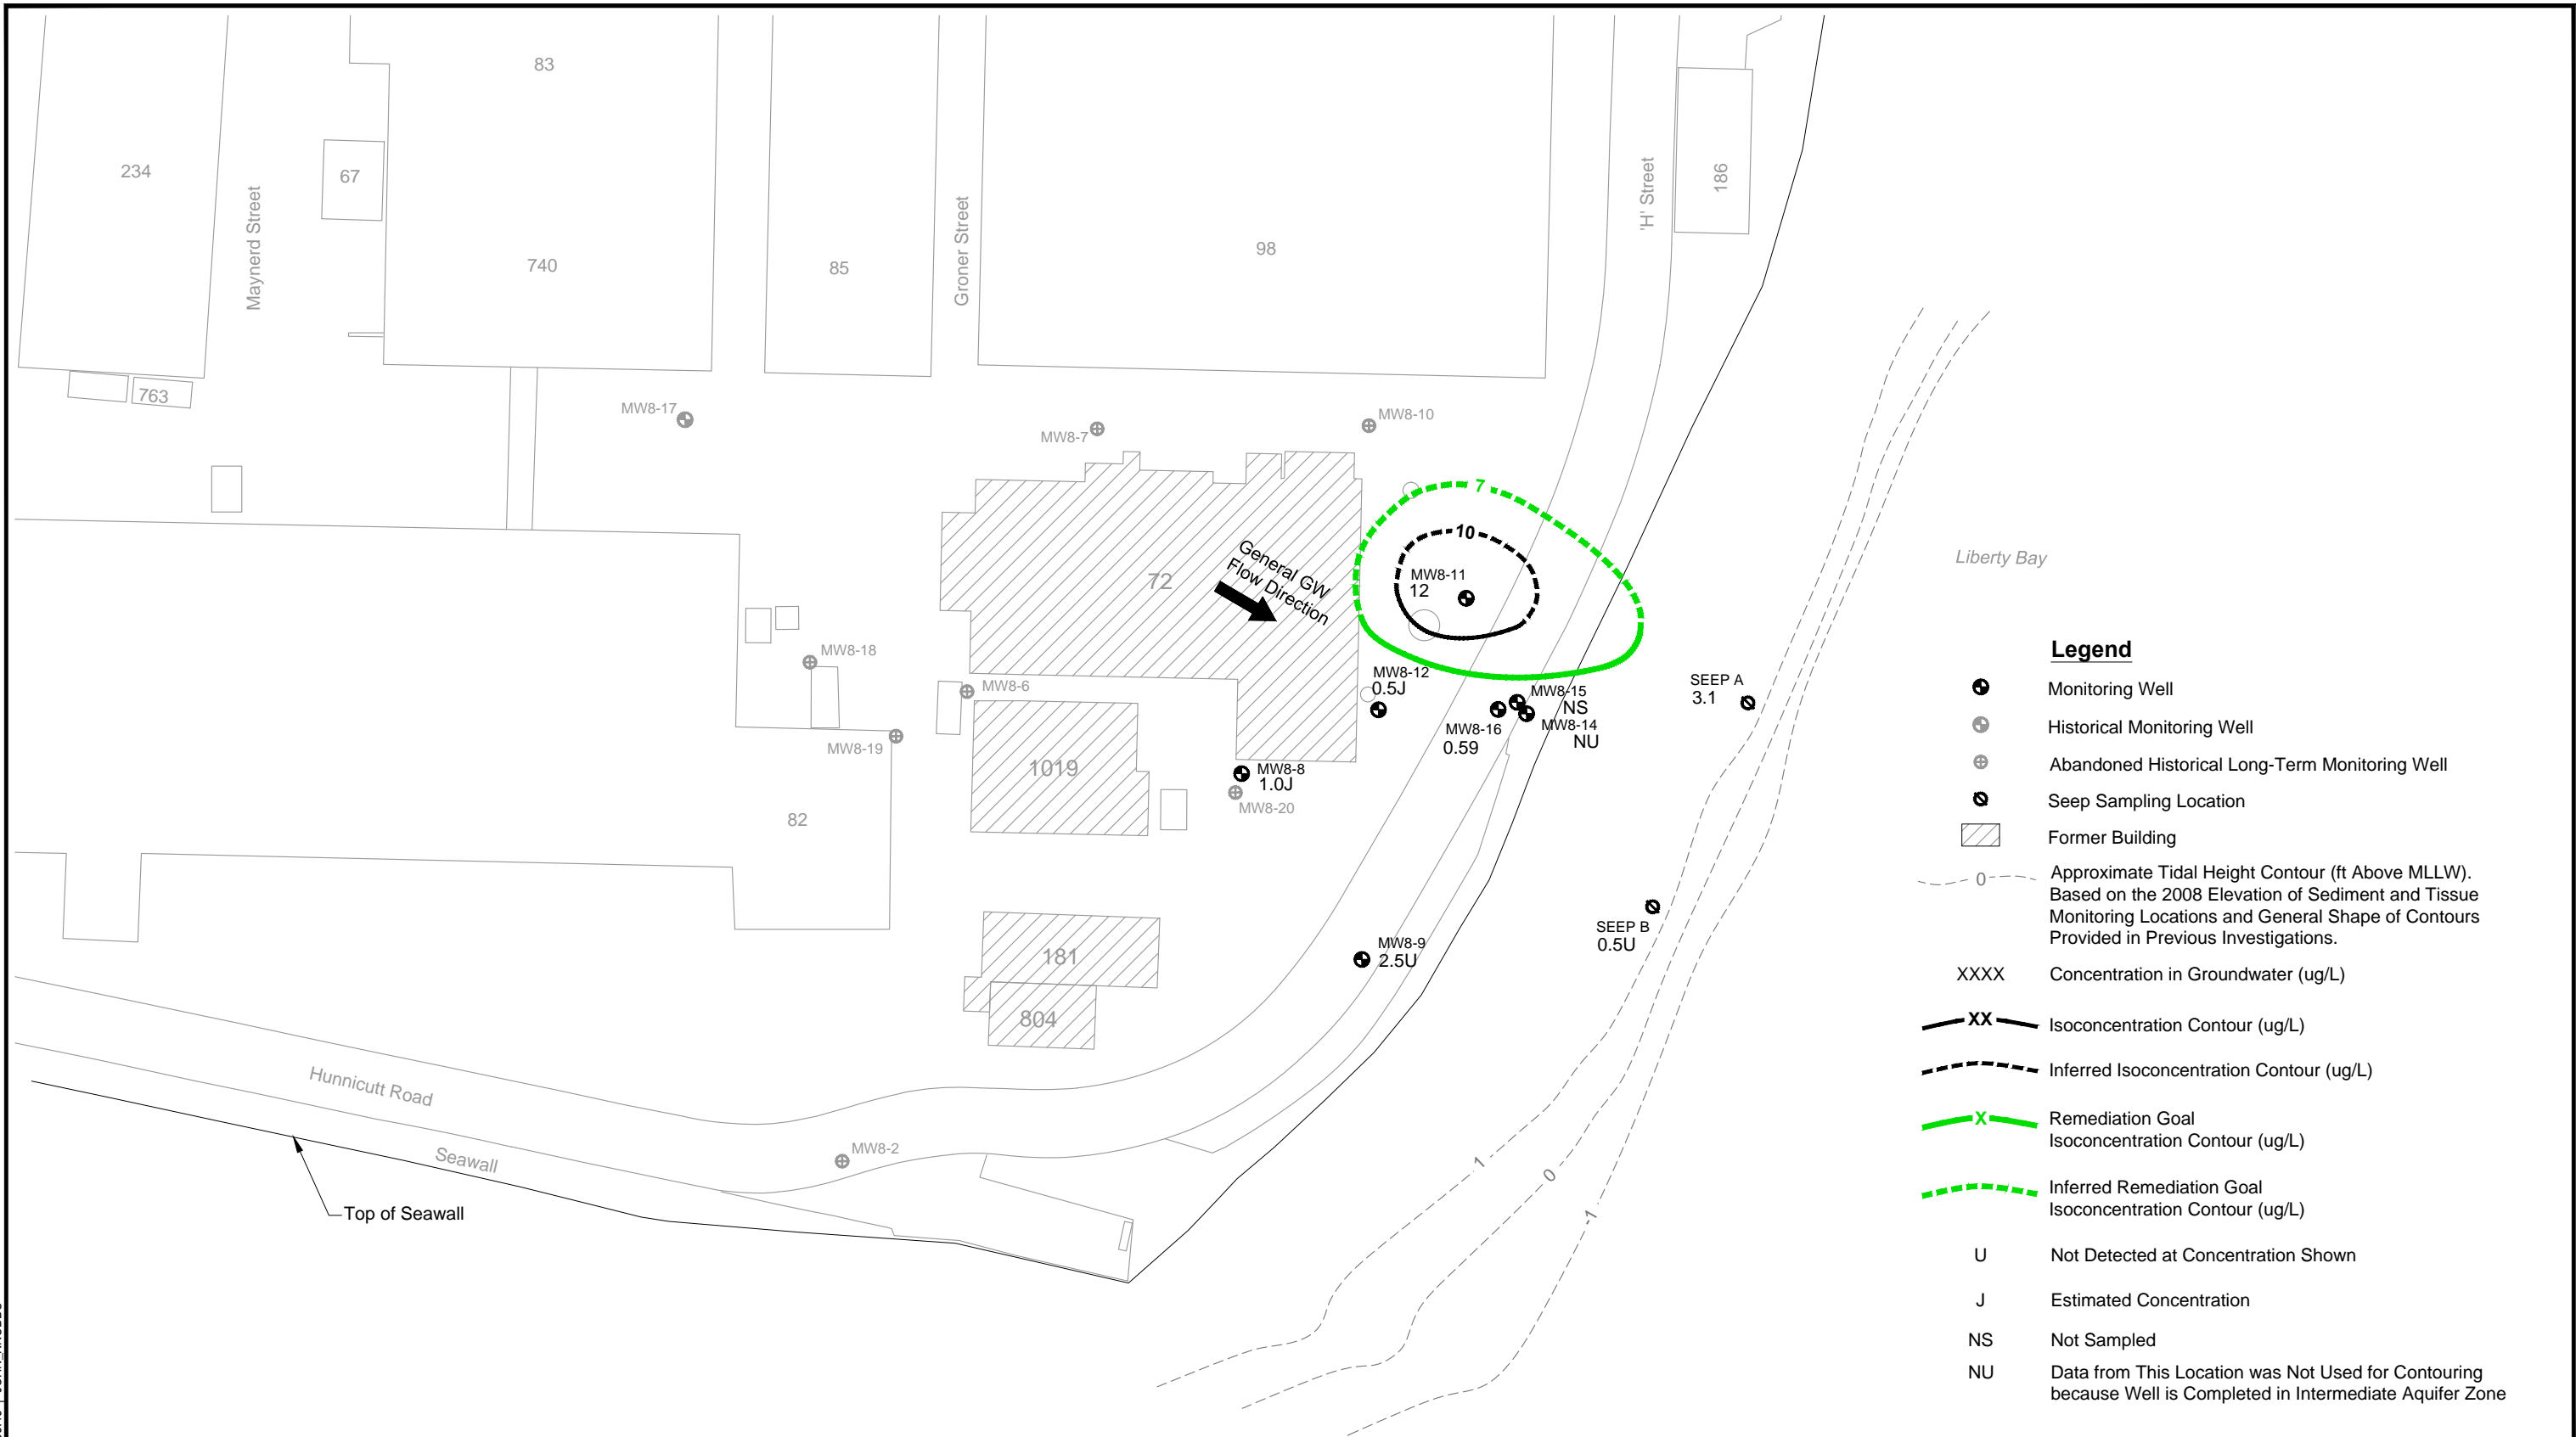 83
234
67
Maynerd Street
740
85
Groner Street
98
'H' Street
186
763
MW8-17
MW8-7
MW8-10
7
10
MW8-11
12
72
General GW
Flow Direction
Liberty Bay
MW8-18
MW8-6
MW8-19
MW8-12
0.5J
MW8-15
NS
MW8-14
NU
MW8-16
0.59
SEEP A
3.1
1019
MW8-8
1.0J
MW8-20
82
SEEP B
0.5U
MW8-9
2.5U
181
804
Hunnicutt Road
Seawall
MW8-2
Top of Seawall
1
0
-1
Legend
Monitoring Well
Historical Monitoring Well
Abandoned Historical Long-Term Monitoring Well
Seep Sampling Location
Former Building
0
Approximate Tidal Height Contour (ft Above MLLW).
Based on the 2008 Elevation of Sediment and Tissue
Monitoring Locations and General Shape of Contours
Provided in Previous Investigations.
XXXX Concentration in Groundwater (ug/L)
XX Isoconcentration Contour (ug/L)
Inferred Isoconcentration Contour (ug/L)
X Remediation Goal
Isoconcentration Contour (ug/L)
Inferred Remediation Goal
Isoconcentration Contour (ug/L)
U Not Detected at Concentration Shown
J Estimated Concentration
NS Not Sampled
NU Data from This Location was Not Used for Contouring
because Well is Completed in Intermediate Aquifer Zone